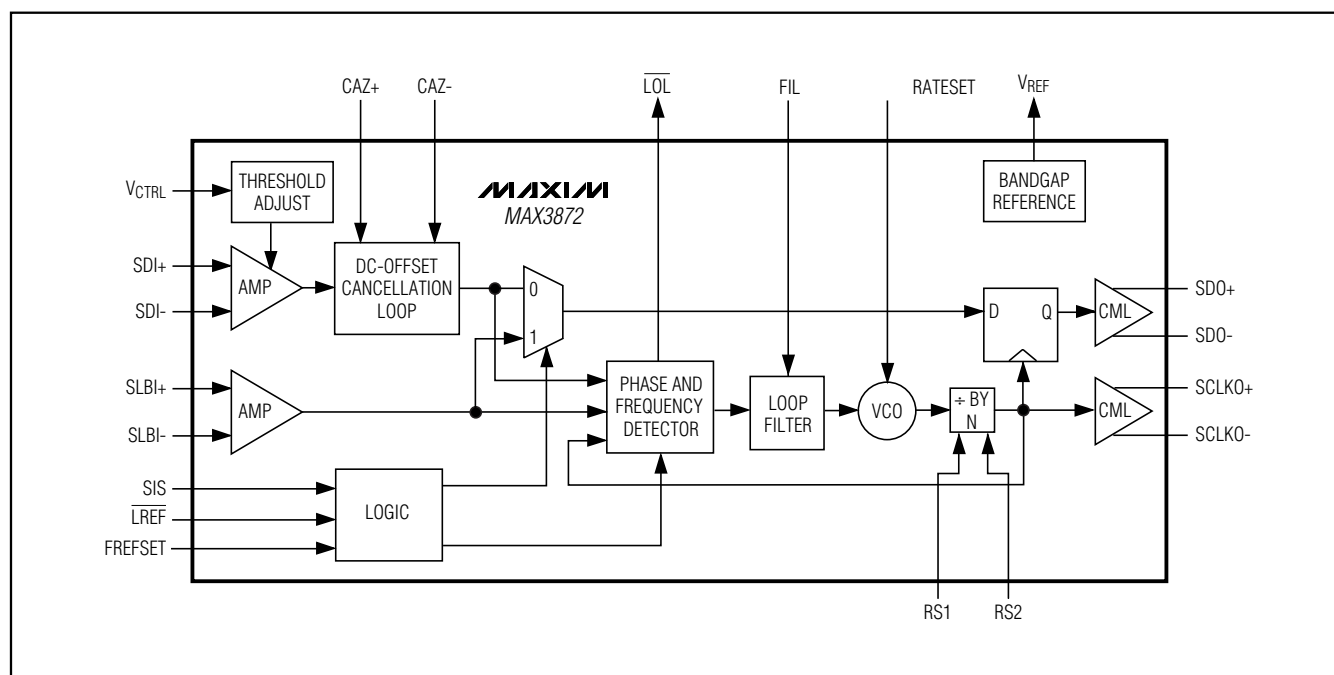 CAZ+
CAZ-
LOL
FIL
RATESET
VREF
VCTRL
THRESHOLD
ADJUST
MAXIM
MAX3872
BANDGAP
REFERENCE
SDI+
SDI-
AMP
DC-OFFSET
CANCELLATION
LOOP
0
1
D
Q
CML
SDO+
SDO-
SLBI+
SLBI-
AMP
PHASE AND
FREQUENCY
DETECTOR
LOOP
FILTER
VCO
÷ BY
N
CML
SCLKO+
SCLKO-
SIS
LREF
FREFSET
LOGIC
RS1
RS2